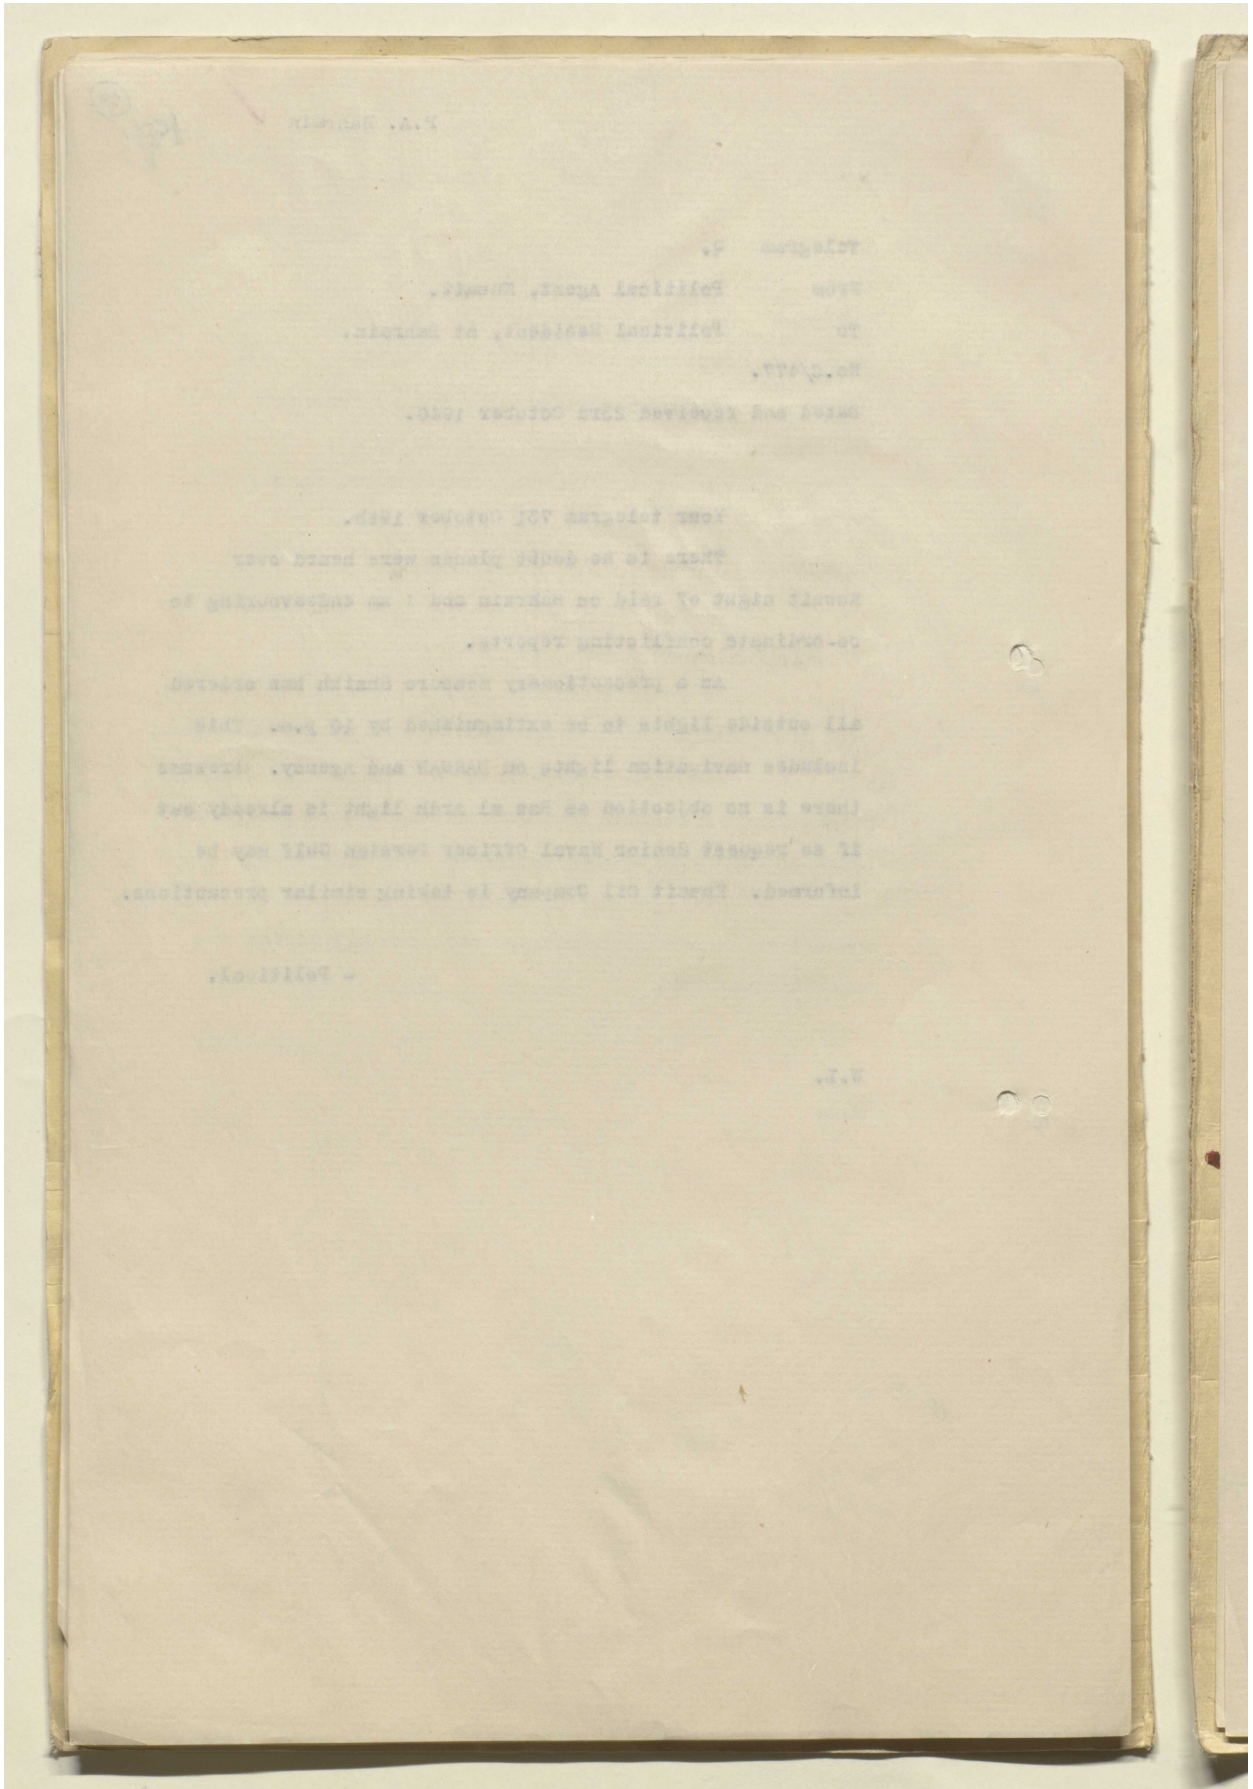 P.A. Bahrain
Telegram Q.
From Political Agent, Kuwait.
To Political Resident, at Bahrain.
No.C/477.
Dated and received 23rd October 1940.
Your telegram 731 October 19th.
There is no doubt planes were heard over
Kuwait night of raid on Bahrain and I am endeavouring to
co-ordinate conflicting reports.
As a precautionary measure Shaikh has ordered
all outside lights to be extinguished by 10 p.m. This
includes navigation lights on and Agency. Presume
there is no objection as Ras al Ardh light is already out
if so request Senior Naval Officer Persian Gulf may be
informed. Kuwait Oil Company is taking similar precautions.
- Political.
W.L.